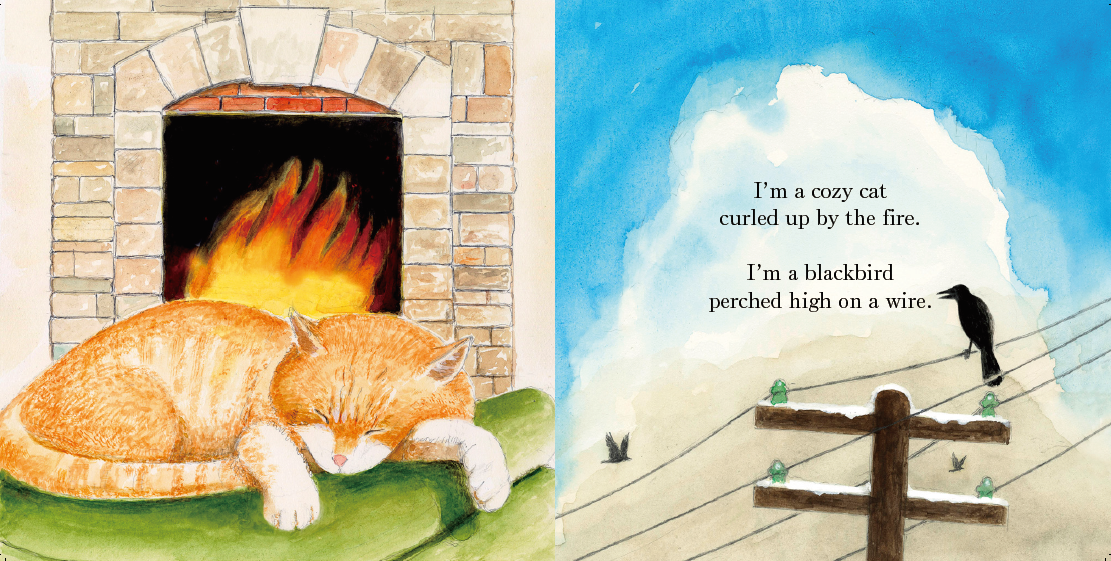 I'm a cozy cat
curled up by the fire.
I'm a blackbird
perched high on a wire.